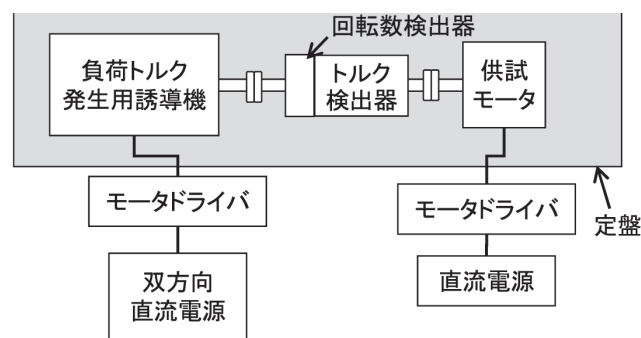 回転数検出器
負荷トルク
発生用誘導機
トルク
検出器
供試
モータ
モータドライバ
モータドライバ
定盤
双方向
直流電源
直流電源